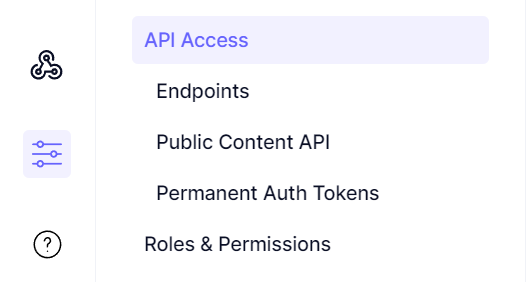 API Access
Endpoints
Public Content API
Permanent Auth Tokens
Roles & Permissions